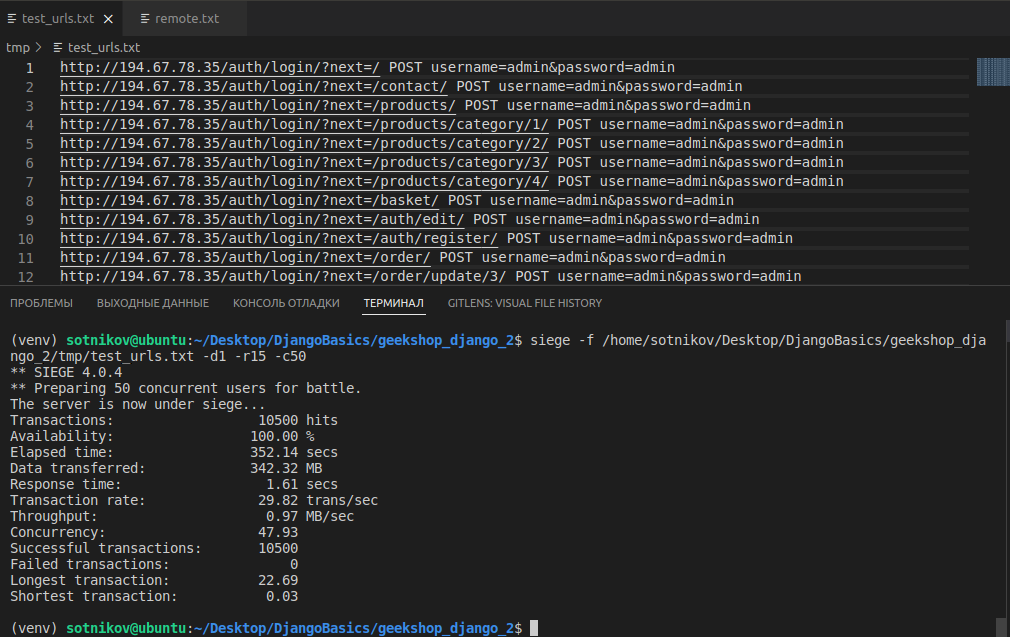 test_urls.txt × remote.txt
tmp > test_urls.txt
1 http://194.67.78.35/auth/login/?next=/ POST username=admin&password=admin
2 http://194.67.78.35/auth/login/?next=/contact/ POST username=admin&password=admin
3 http://194.67.78.35/auth/login/?next=/products/ POST username=admin&password=admin
4 http://194.67.78.35/auth/login/?next=/products/category/1/ POST username=admin&password=admin
5 http://194.67.78.35/auth/login/?next=/products/category/2/ POST username=admin&password=admin
6 http://194.67.78.35/auth/login/?next=/products/category/3/ POST username=admin&password=admin
7 http://194.67.78.35/auth/login/?next=/products/category/4/ POST username=admin&password=admin
8 http://194.67.78.35/auth/login/?next=/basket/ POST username=admin&password=admin
9 http://194.67.78.35/auth/login/?next=/auth/edit/ POST username=admin&password=admin
10 http://194.67.78.35/auth/login/?next=/auth/register/ POST username=admin&password=admin
11 http://194.67.78.35/auth/login/?next=/order/ POST username=admin&password=admin
12 http://194.67.78.35/auth/login/?next=/order/update/3/ POST username=admin&password=admin
ПРОБЛЕМЫ ВЫХОДНЫЕ ДАННЫЕ КОНСОЛЬ ОТЛАДКИ ТЕРМИНАЛ GITLENS: VISUAL FILE HISTORY
(venv) sotnikov@ubuntu:~/Desktop/DjangoBasics/geekshop_django_2$ siege -f /home/sotnikov/Desktop/DjangoBasics/geekshop_dja
ngo_2/tmp/test_urls.txt -d1 -r15 -c50
** SIEGE 4.0.4
** Preparing 50 concurrent users for battle.
The server is now under siege...
Transactions: 10500 hits
Availability: 100.00 %
Elapsed time: 352.14 secs
Data transferred: 342.32 MB
Response time: 1.61 secs
Transaction rate: 29.82 trans/sec
Throughput: 0.97 MB/sec
Concurrency: 47.93
Successful transactions: 10500
Failed transactions: 0
Longest transaction: 22.69
Shortest transaction: 0.03
(venv) sotnikov@ubuntu:~/Desktop/DjangoBasics/geekshop_django_2$